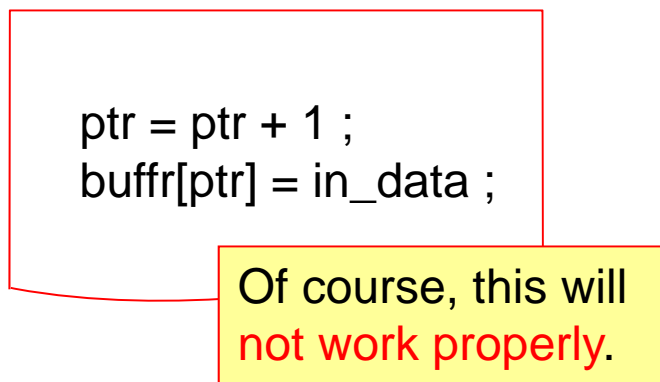 ptr = ptr + 1 ;
buffr[ptr] = in_data ;
Of course, this will
not work properly.